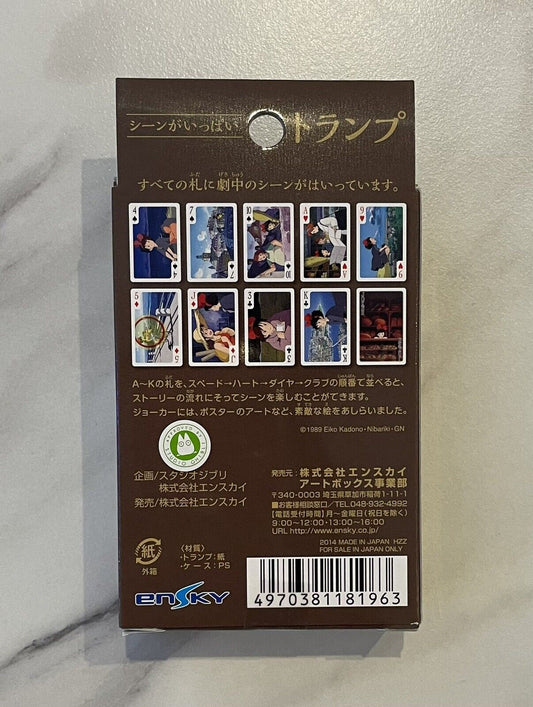 シーンがいっぱい トランプ
すべての札に劇中のシーンがはいっています。
A〜Kの札を、スペード→ハート→ダイヤ→クラブの順番で並べると、
ストーリーの流れにそってシーンを楽しむことができます。
ジョーカーには、ポスターのアートなど、素敵な絵をあしらいました。
©1989 Eiko Kadono・Nibariki・GN
企画/スタジオジブリ
株式会社エンスカイ
発売/株式会社エンスカイ
発売元:株式会社エンスカイ
アートボックス事業部
〒340-0003 埼玉県草加市稲荷1-11-1
■お客様相談窓口/TEL 048-932-4992
【電話受付時間】月〜金曜日(祝日を除く)
9:00〜12:00・13:00〜16:00
URL http://www.ensky.co.jp/
2014 MADE IN JAPAN HZZ
FOR SALE IN JAPAN ONLY
紙
外箱
〈材質〉
・トランプ:紙
・ケース:PS
ensky
4970381181963